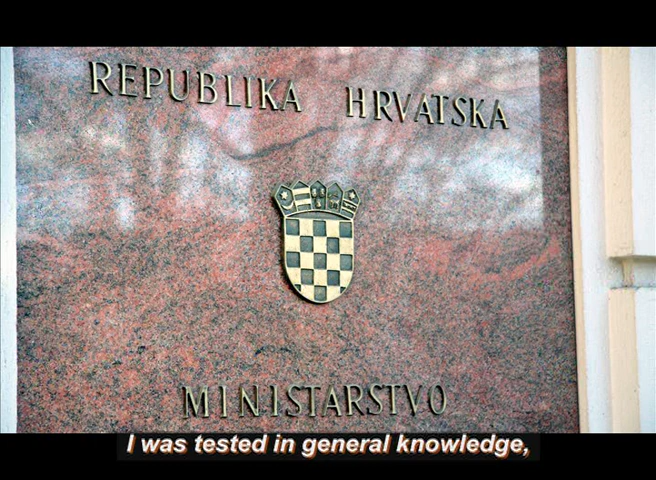 REPUBLIKA HRVATSKA
MINISTARSTVO
I was tested in general knowledge,